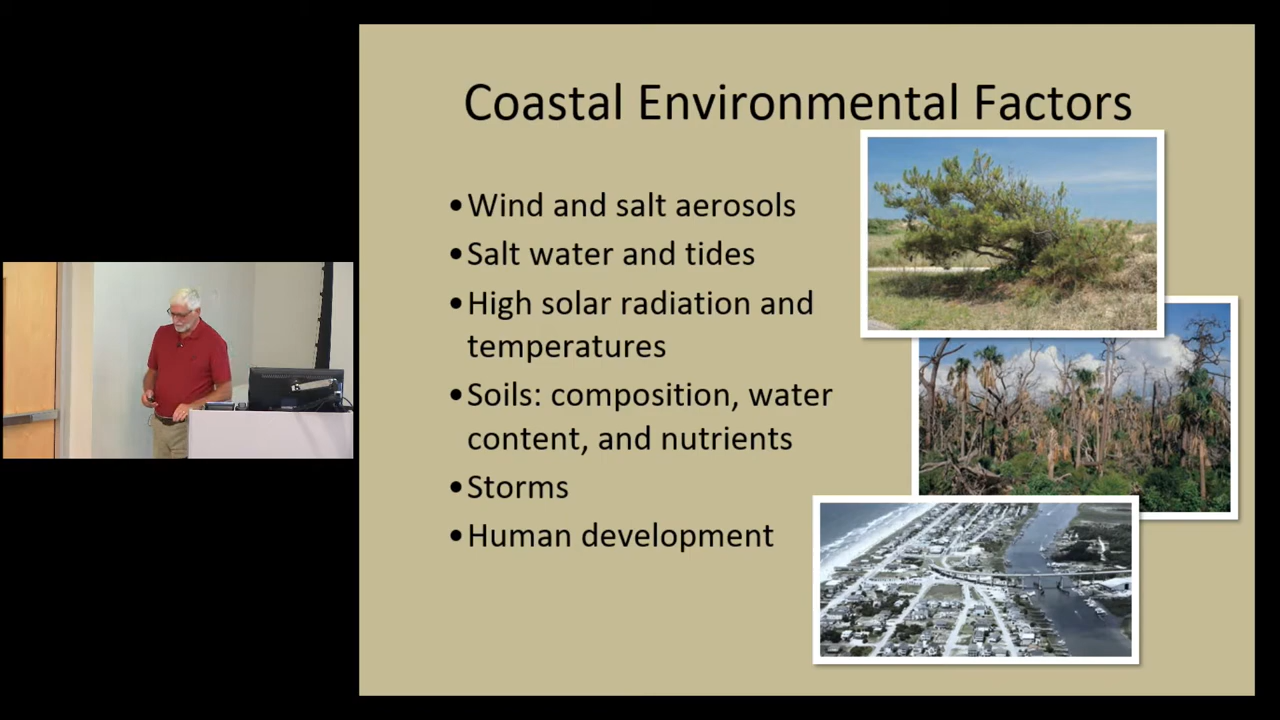 Coastal Environmental Factors
•Wind and salt aerosols
•Salt water and tides
•High solar radiation and
temperatures
•Soils: composition, water
content, and nutrients
•Storms
•Human development